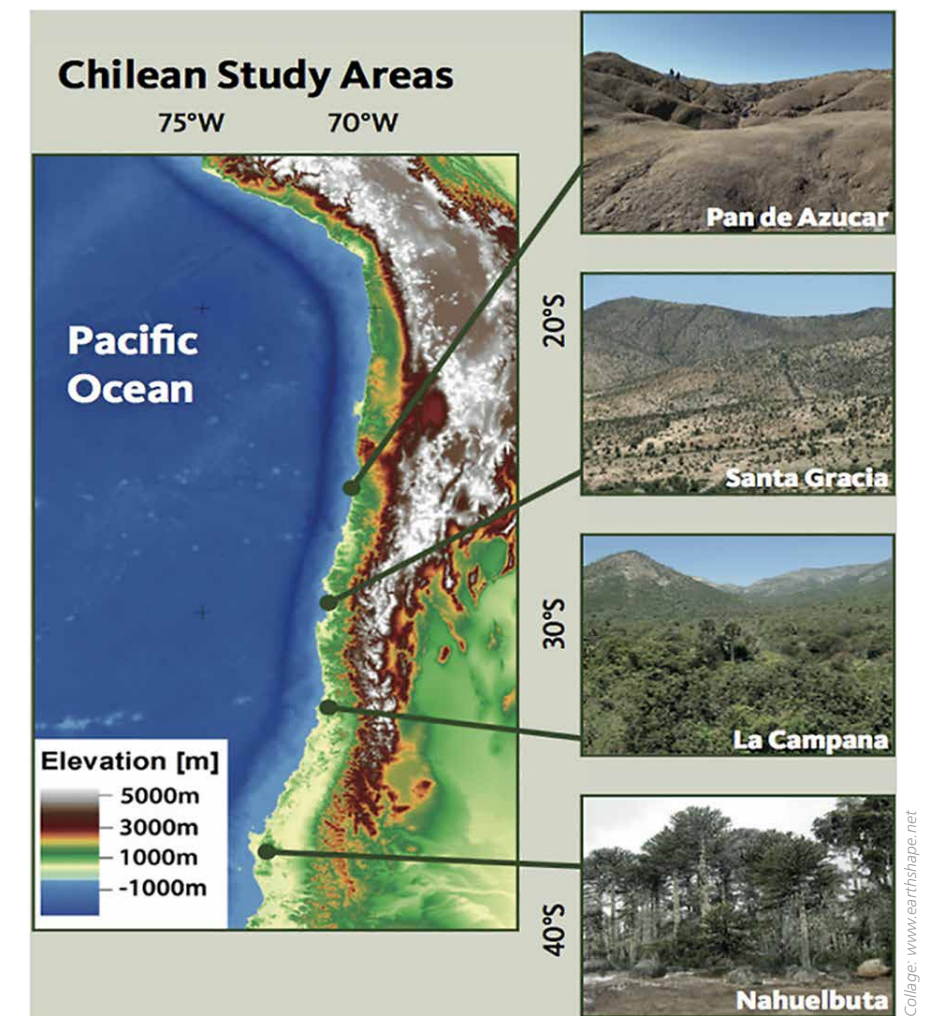 Chilean Study Areas
75°W
70°W
Pan de Azucar
Pacific
Ocean
20°S
Santa Gracia
30°S
La Campana
Elevation [m]
5000m
3000m
1000m
-1000m
40°S
Nahuelbuta
Collage: www.earthshape.net